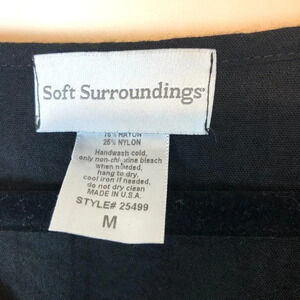 Soft Surroundings®
RAYON
25% NYLON
Handwash cold,
only non-chlorine bleach
when needed,
hang to dry,
cool iron if needed,
do not dry clean
MADE IN U.S.A.
STYLE# 25499
M